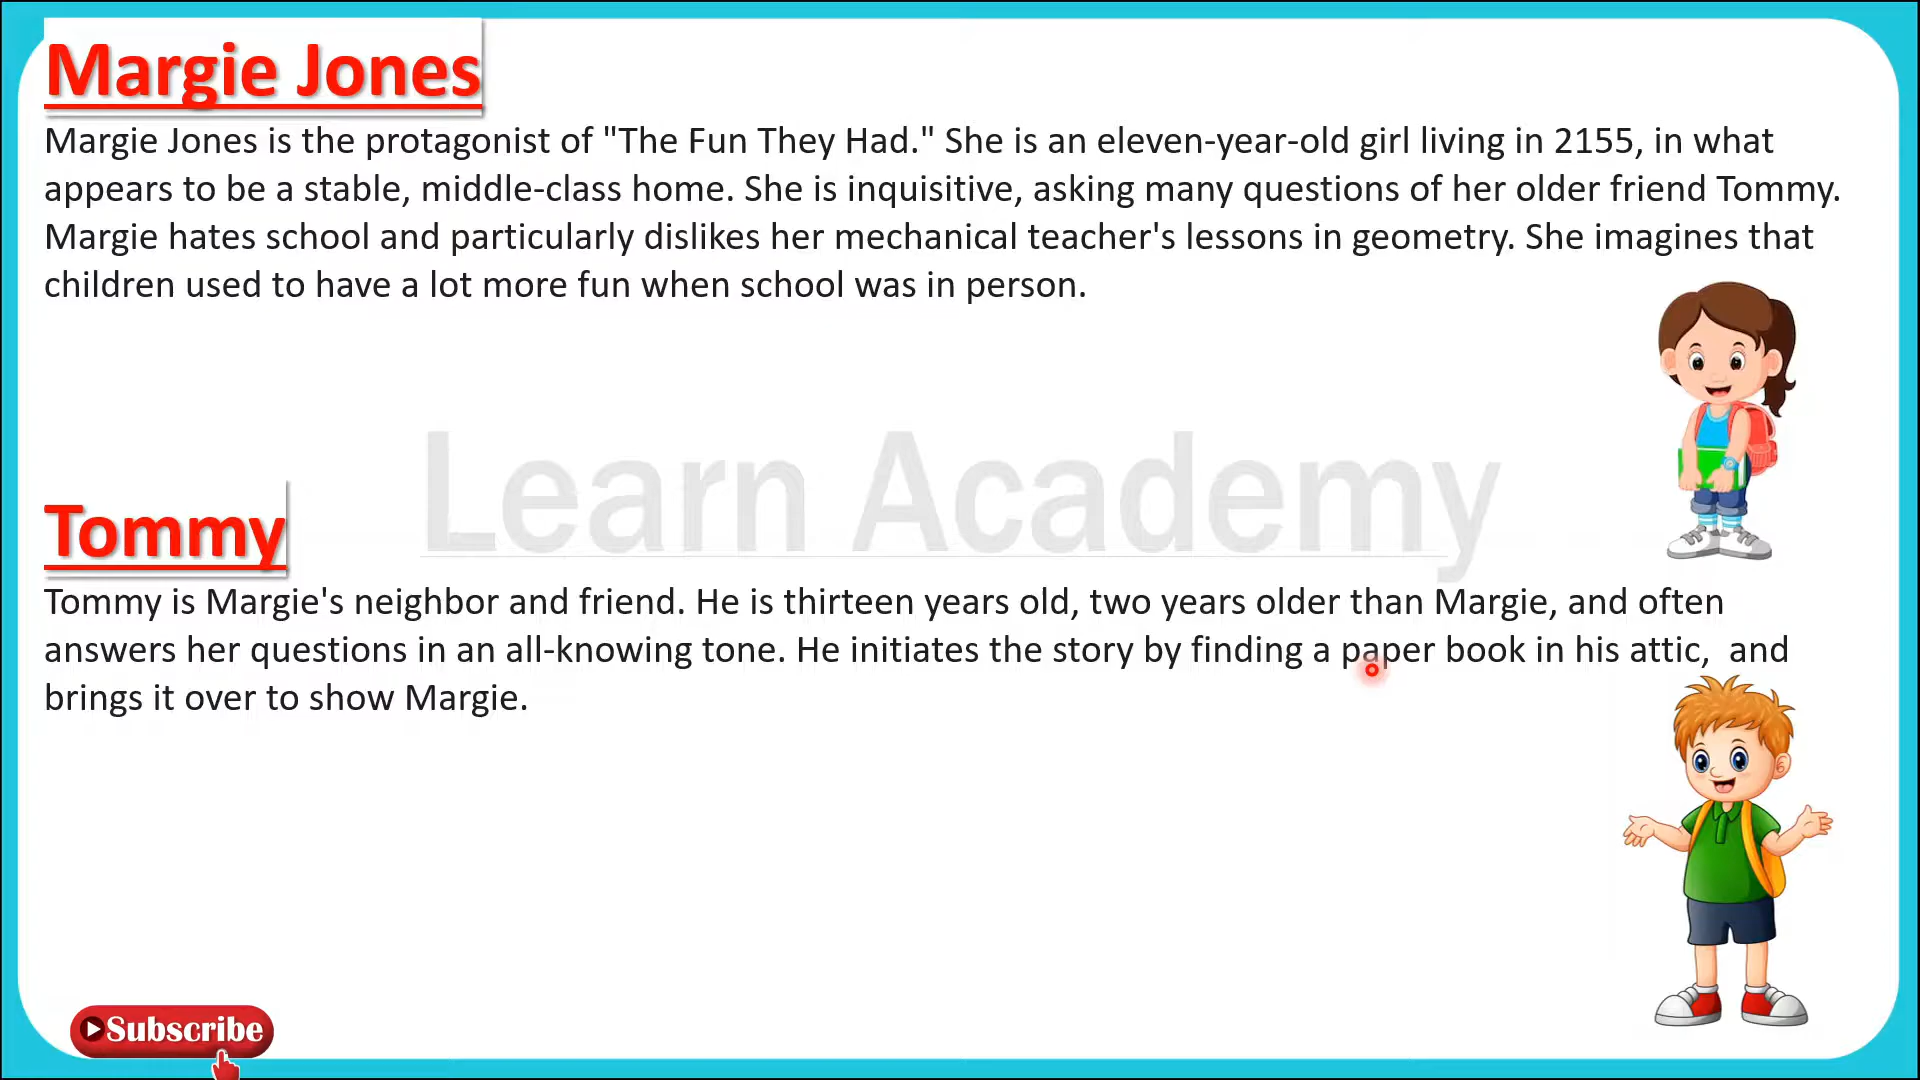 Margie Jones
Margie Jones is the protagonist of "The Fun They Had." She is an eleven-year-old girl living in 2155, in what
appears to be a stable, middle-class home. She is inquisitive, asking many questions of her older friend Tommy.
Margie hates school and particularly dislikes her mechanical teacher's lessons in geometry. She imagines that
children used to have a lot more fun when school was in person.
Learn Academy
Tommy
Tommy is Margie's neighbor and friend. He is thirteen years old, two years older than Margie, and often
answers her questions in an all-knowing tone. He initiates the story by finding a paper book in his attic,  and
brings it over to show Margie.
Subscribe